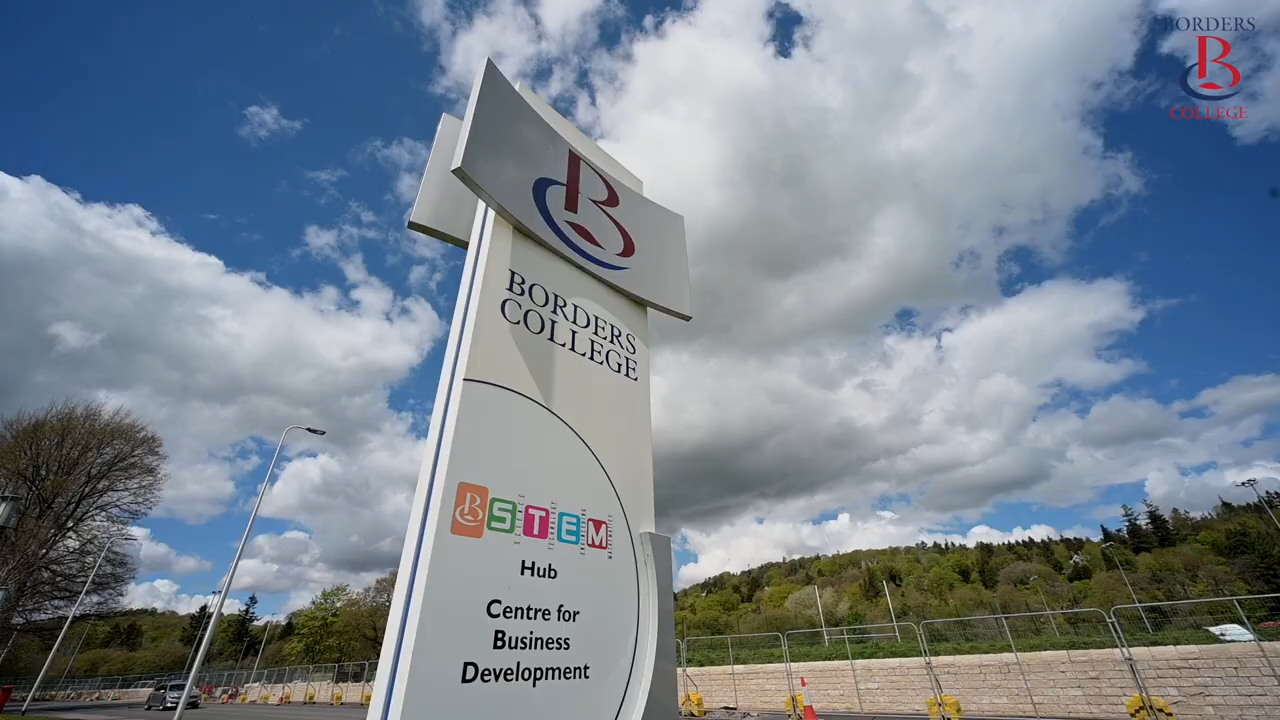 BORDERS
COLLEGE
B
BORDERS
COLLEGE
B STEM
Hub
Centre for
Business
Development